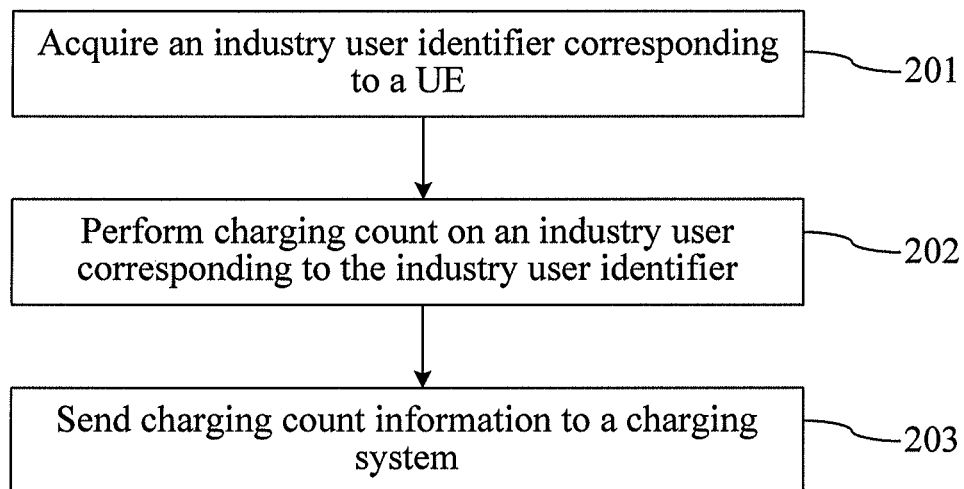 Acquire an industry user identifier corresponding
to a UE
201
Perform charging count on an industry user
corresponding to the industry user identifier
202
Send charging count information to a charging
system
203